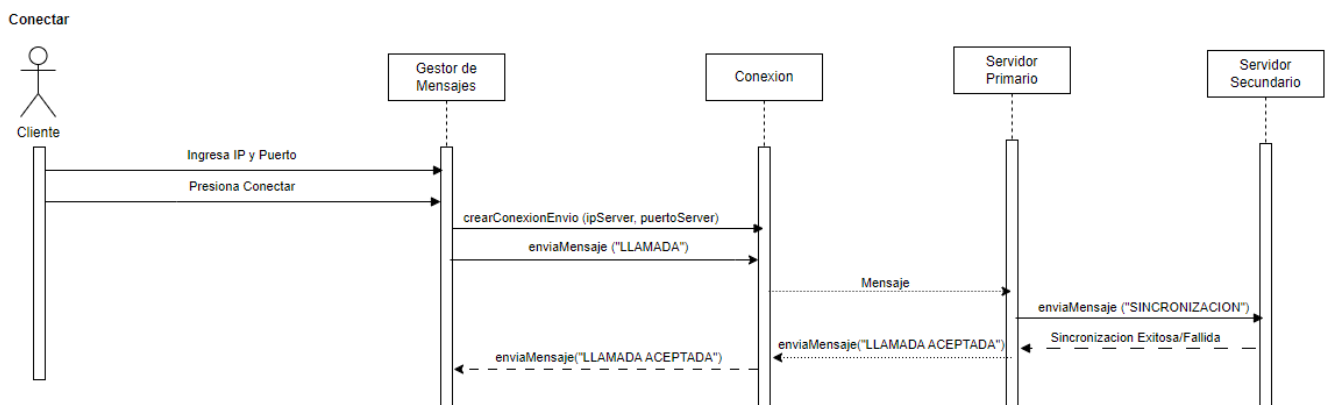 Conectar
Cliente
Gestor de
Mensajes
Conexion
Servidor
Primario
Servidor
Secundario
Ingresa IP y Puerto
Presiona Conectar
crearConexionEnvio (ipServer, puertoServer)
enviaMensaje ("LLAMADA")
Mensaje
enviaMensaje ("SINCRONIZACION")
Sincronizacion Exitosa/Fallida
enviaMensaje("LLAMADA ACEPTADA")
enviaMensaje("LLAMADA ACEPTADA")